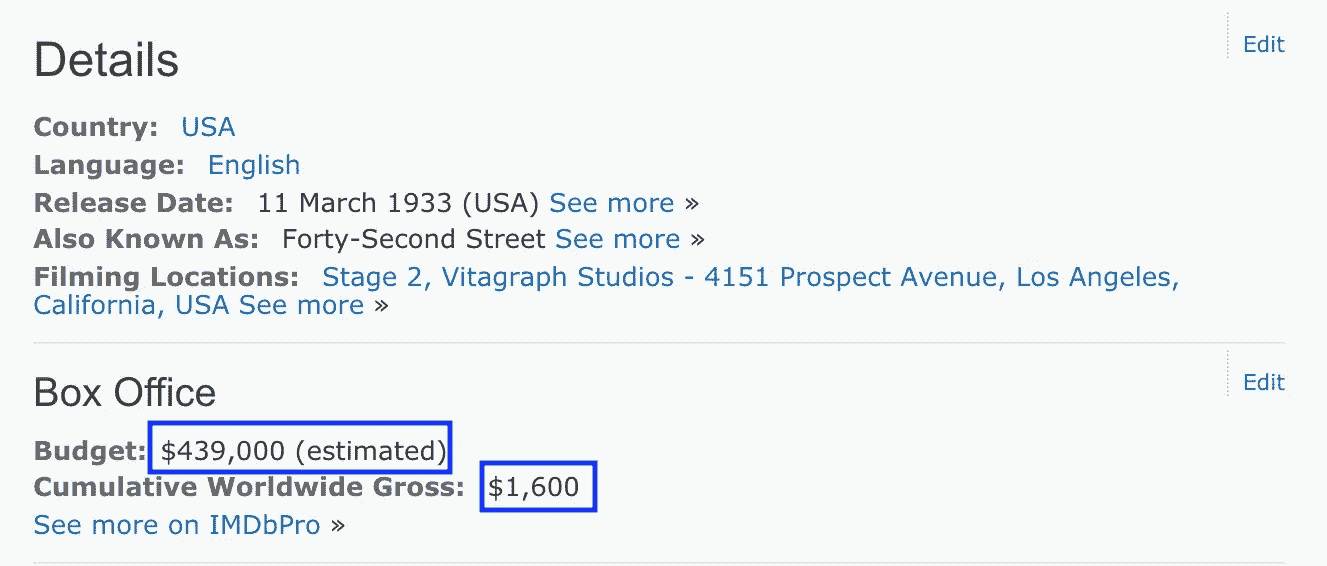 Details
Edit
Country: USA
Language: English
Release Date: 11 March 1933 (USA) See more »
Also Known As: Forty-Second Street See more »
Filming Locations: Stage 2, Vitagraph Studios - 4151 Prospect Avenue, Los Angeles,
California, USA See more »
Box Office
Edit
Budget: $439,000 (estimated)
Cumulative Worldwide Gross: $1,600
See more on IMDbPro »